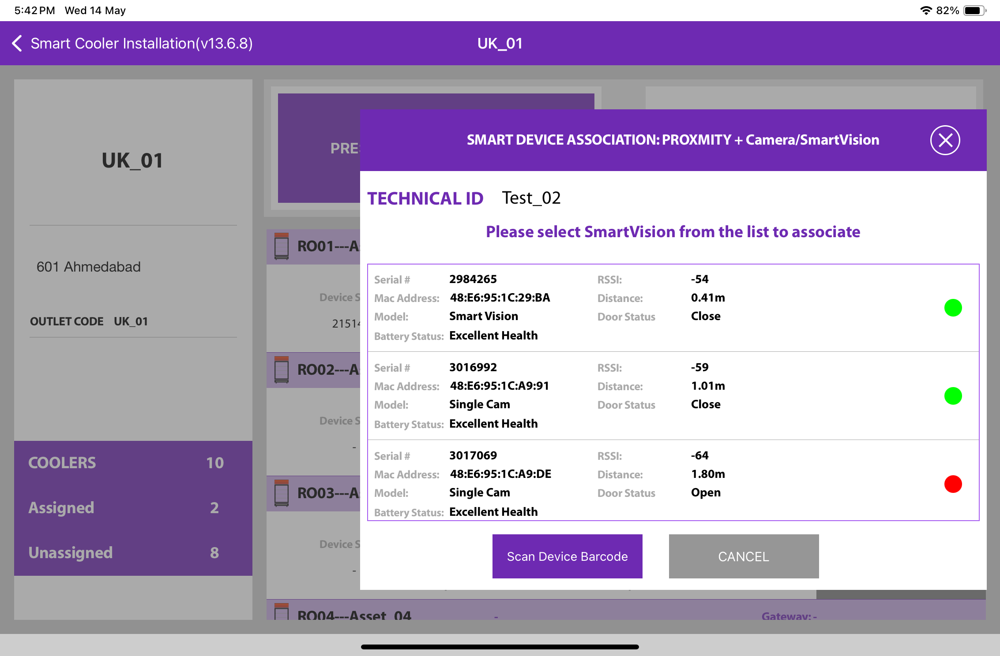 5:42 PM Wed 14 May
82%
Smart Cooler Installation(v13.6.8)
UK_01
UK_01
601 Ahmedabad
OUTLET CODE UK_01
COOLERS 10
Assigned 2
Unassigned 8
PRES
RO01---As
Device S
21514
RO02---As
Device S
-
RO03---As
Device S
-
RO04---Asset_04 - Gateway: -
SMART DEVICE ASSOCIATION: PROXMITY + Camera/SmartVision
TECHNICAL ID Test_02
Please select SmartVision from the list to associate
Serial # 2984265 RSSI: -54
Mac Address: 48:E6:95:1C:29:BA Distance: 0.41m
Model: Smart Vision Door Status Close
Battery Status: Excellent Health
Serial # 3016992 RSSI: -59
Mac Address: 48:E6:95:1C:A9:91 Distance: 1.01m
Model: Single Cam Door Status Close
Battery Status: Excellent Health
Serial # 3017069 RSSI: -64
Mac Address: 48:E6:95:1C:A9:DE Distance: 1.80m
Model: Single Cam Door Status Open
Battery Status: Excellent Health
Scan Device Barcode CANCEL